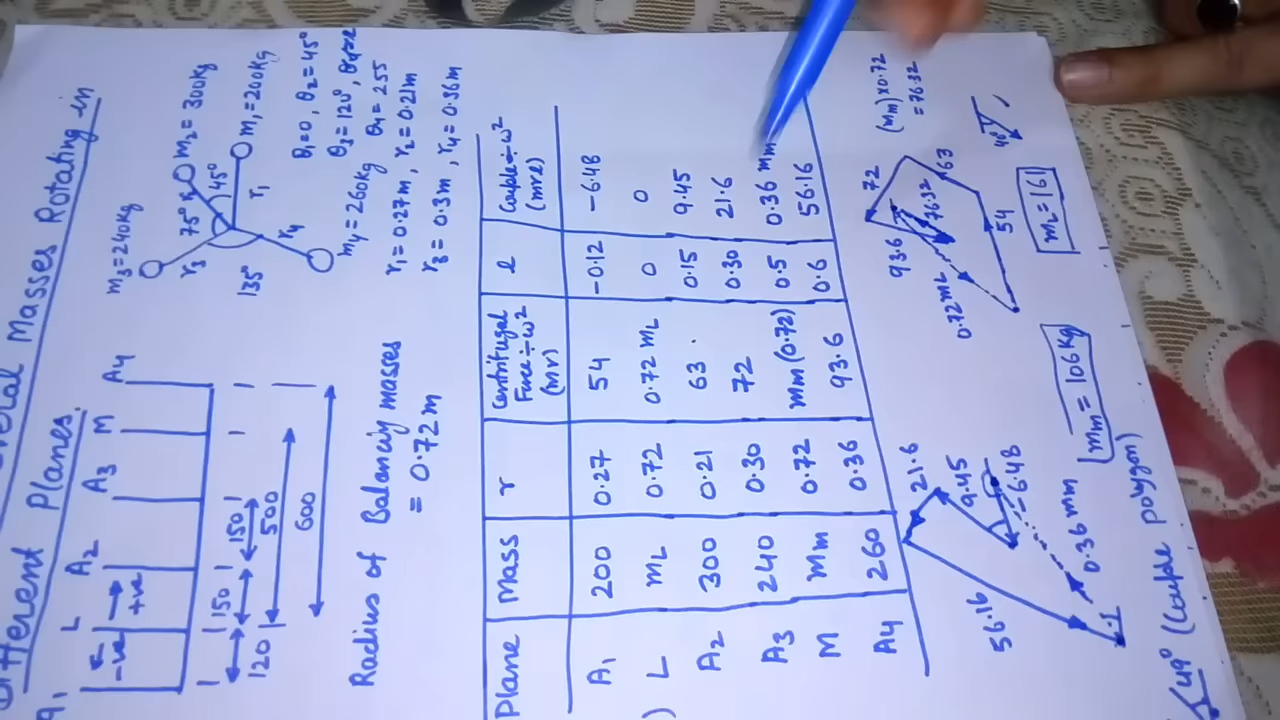 Different Planes.
Several Masses Rotating in
A1 L A2 A3 M A4
-ve +ve
120 150 150
500
600
m3=240kg
m2=300kg
m1=200kg
75° 45°
135°
r3 r1 r4
θ1=0, θ2=45°
θ3=120°,
θ4=255
m4=260kg
r1=0.27m, r2=0.21m
r3=0.3m, r4=0.36m
Radius of Balancing masses
=0.72m
Plane Mass r Centrifugal Force÷ω² (mr) l Couple÷ω² (mrl)
A1 200 0.27 54 -0.12 -6.48
L mL 0.72 0.72 mL 0 0
A2 300 0.21 63 0.15 9.45
A3 240 0.30 72 0.30 21.6
M Mm 0.72 Mm(0.72) 0.5 0.36 mm
A4 260 0.36 93.6 0.6 56.16
56.16
21.6
9.45
6.48
0.36 mm
mm = 106kg
49° (Couple polygon)
93.6
72
76.32
63
54
0.72 mL
(mm)×0.72
=76.32
40°
mL=161